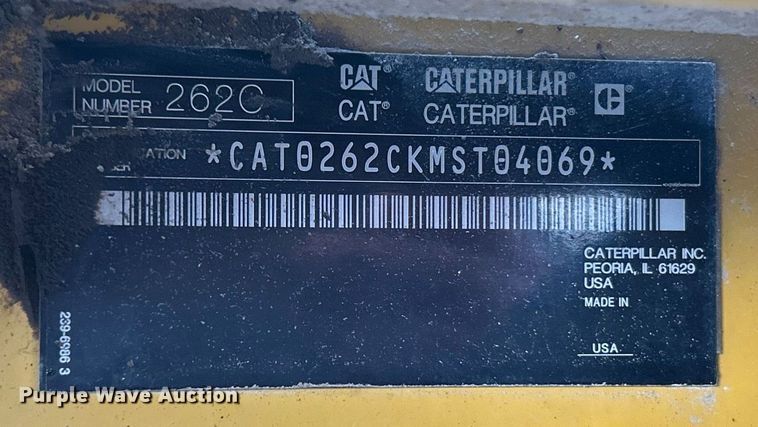 MODEL NUMBER 262C
CAT CATERPILLAR®
CAT® CATERPILLAR®
*CAT0262CKMST04069*
CATERPILLAR INC.
PEORIA, IL 61629
USA
MADE IN
USA
239-6986 3
Purple Wave Auction